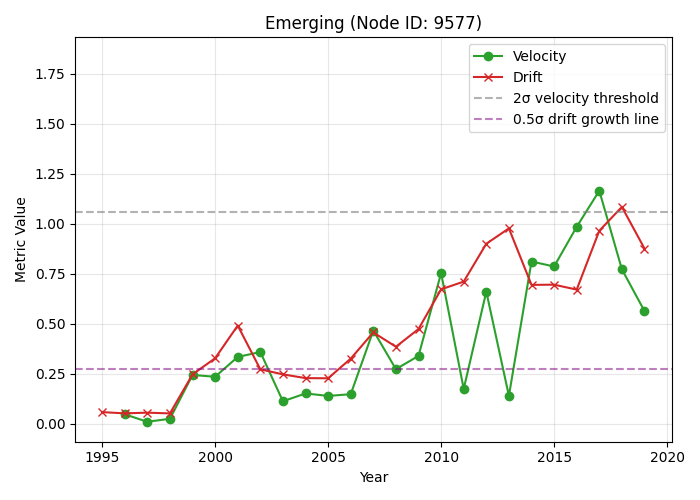 Emerging (Node ID: 9577)
Velocity
Drift
2σ velocity threshold
0.5σ drift growth line
Metric Value
1.75
1.50
1.25
1.00
0.75
0.50
0.25
0.00
1995
2000
2005
2010
2015
2020
Year